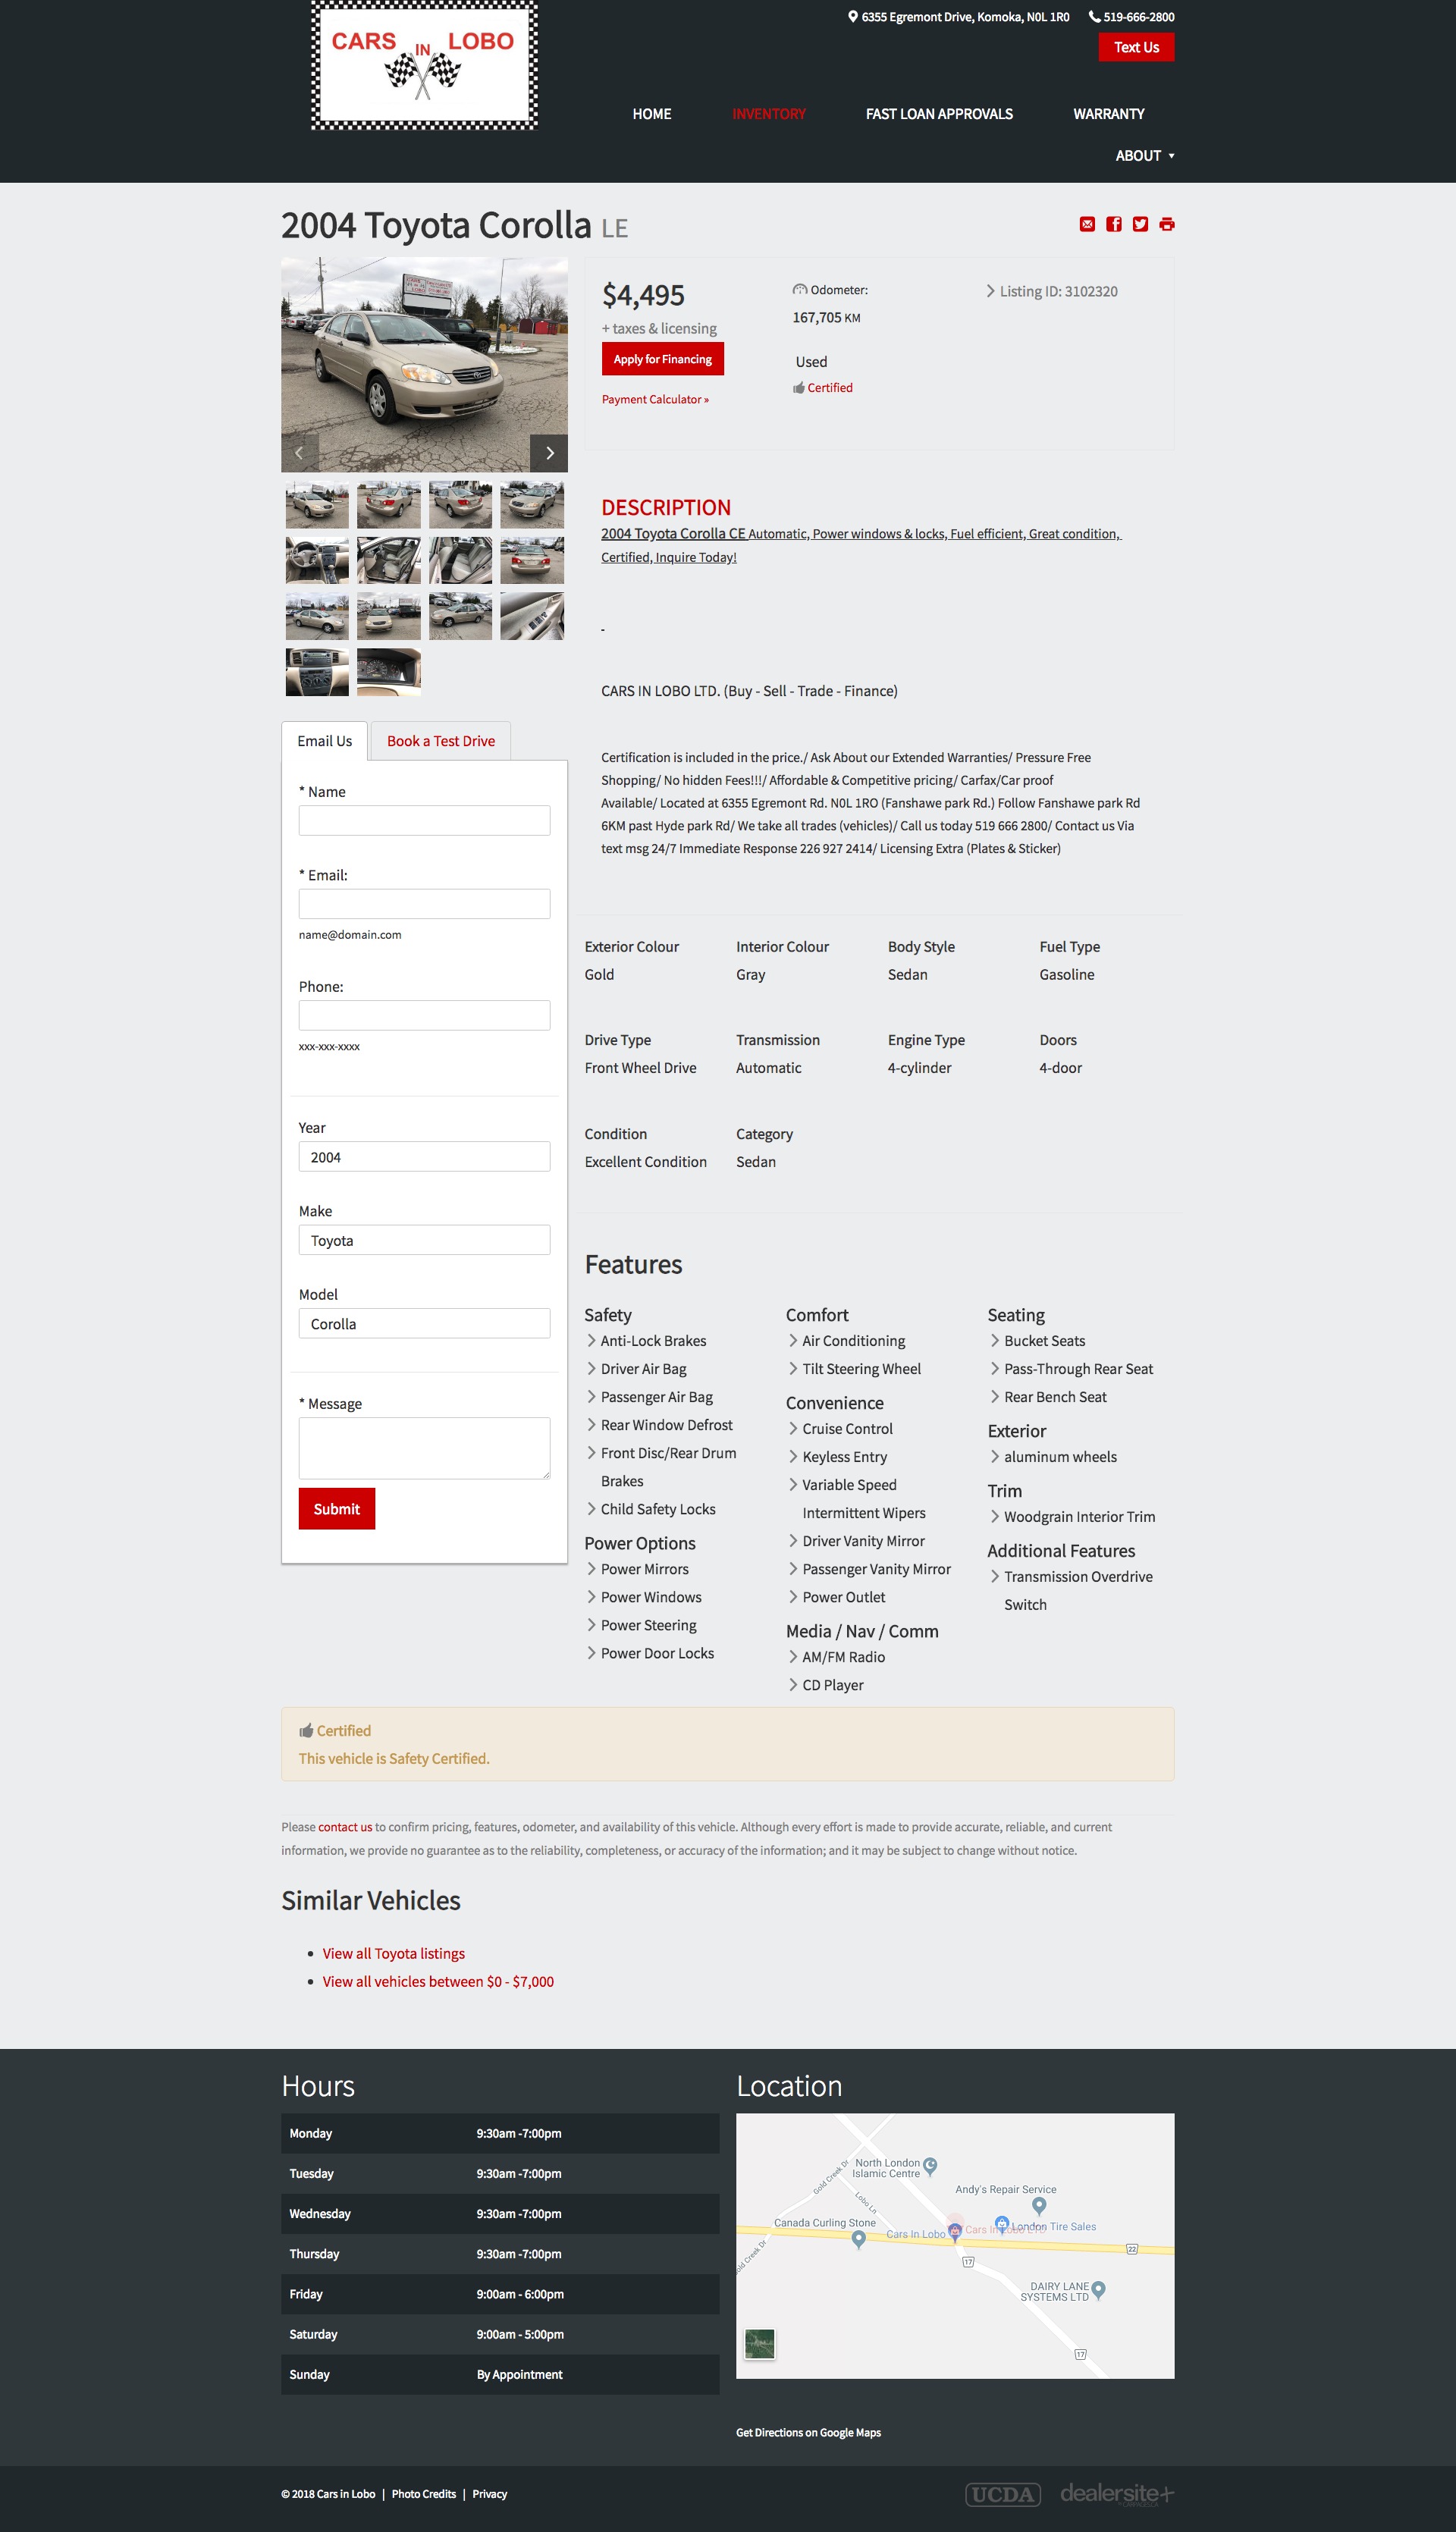 CARS IN LOBO
6355 Egremont Drive, Komoka, N0L 1R0 519-666-2800
Text Us
HOME INVENTORY FAST LOAN APPROVALS WARRANTY
ABOUT
2004 Toyota Corolla LE
$4,495
+ taxes & licensing
Apply for Financing
Payment Calculator »
Odometer:
167,705 KM
Used
Certified
Listing ID: 3102320
DESCRIPTION
2004 Toyota Corolla CE Automatic, Power windows & locks, Fuel efficient, Great condition,
Certified, Inquire Today!
-
CARS IN LOBO LTD. (Buy - Sell - Trade - Finance)
Certification is included in the price./ Ask About our Extended Warranties/ Pressure Free
Shopping/ No hidden Fees!!!/ Affordable & Competitive pricing/ Carfax/Car proof
Available/ Located at 6355 Egremont Rd. N0L 1RO (Fanshawe park Rd.) Follow Fanshawe park Rd
6KM past Hyde park Rd/ We take all trades (vehicles)/ Call us today 519 666 2800/ Contact us Via
text msg 24/7 Immediate Response 226 927 2414/ Licensing Extra (Plates & Sticker)
Email Us
Book a Test Drive
* Name
* Email:
name@domain.com
Phone:
xxx-xxx-xxxx
Year
2004
Make
Toyota
Model
Corolla
* Message
Submit
Exterior Colour Interior Colour Body Style Fuel Type
Gold Gray Sedan Gasoline
Drive Type Transmission Engine Type Doors
Front Wheel Drive Automatic 4-cylinder 4-door
Condition Category
Excellent Condition Sedan
Features
Safety
Anti-Lock Brakes
Driver Air Bag
Passenger Air Bag
Rear Window Defrost
Front Disc/Rear Drum
Brakes
Child Safety Locks
Power Options
Power Mirrors
Power Windows
Power Steering
Power Door Locks
Comfort
Air Conditioning
Tilt Steering Wheel
Convenience
Cruise Control
Keyless Entry
Variable Speed
Intermittent Wipers
Driver Vanity Mirror
Passenger Vanity Mirror
Power Outlet
Media / Nav / Comm
AM/FM Radio
CD Player
Seating
Bucket Seats
Pass-Through Rear Seat
Rear Bench Seat
Exterior
aluminum wheels
Trim
Woodgrain Interior Trim
Additional Features
Transmission Overdrive
Switch
Certified
This vehicle is Safety Certified.
Please contact us to confirm pricing, features, odometer, and availability of this vehicle. Although every effort is made to provide accurate, reliable, and current
information, we provide no guarantee as to the reliability, completeness, or accuracy of the information; and it may be subject to change without notice.
Similar Vehicles
View all Toyota listings
View all vehicles between $0 - $7,000
Hours
Monday 9:30am -7:00pm
Tuesday 9:30am -7:00pm
Wednesday 9:30am -7:00pm
Thursday 9:30am -7:00pm
Friday 9:00am - 6:00pm
Saturday 9:00am - 5:00pm
Sunday By Appointment
Location
North London
Islamic Centre
Gold Creek Dr
Lobo Ln
Andy's Repair Service
Canada Curling Stone
Cars In Lobo
Cars In Lobo LTD
London Tire Sales
22
17
Gold Creek Dr
DAIRY LANE
SYSTEMS LTD
17
Get Directions on Google Maps
© 2018 Cars in Lobo | Photo Credits | Privacy
UCDA
dealersite+